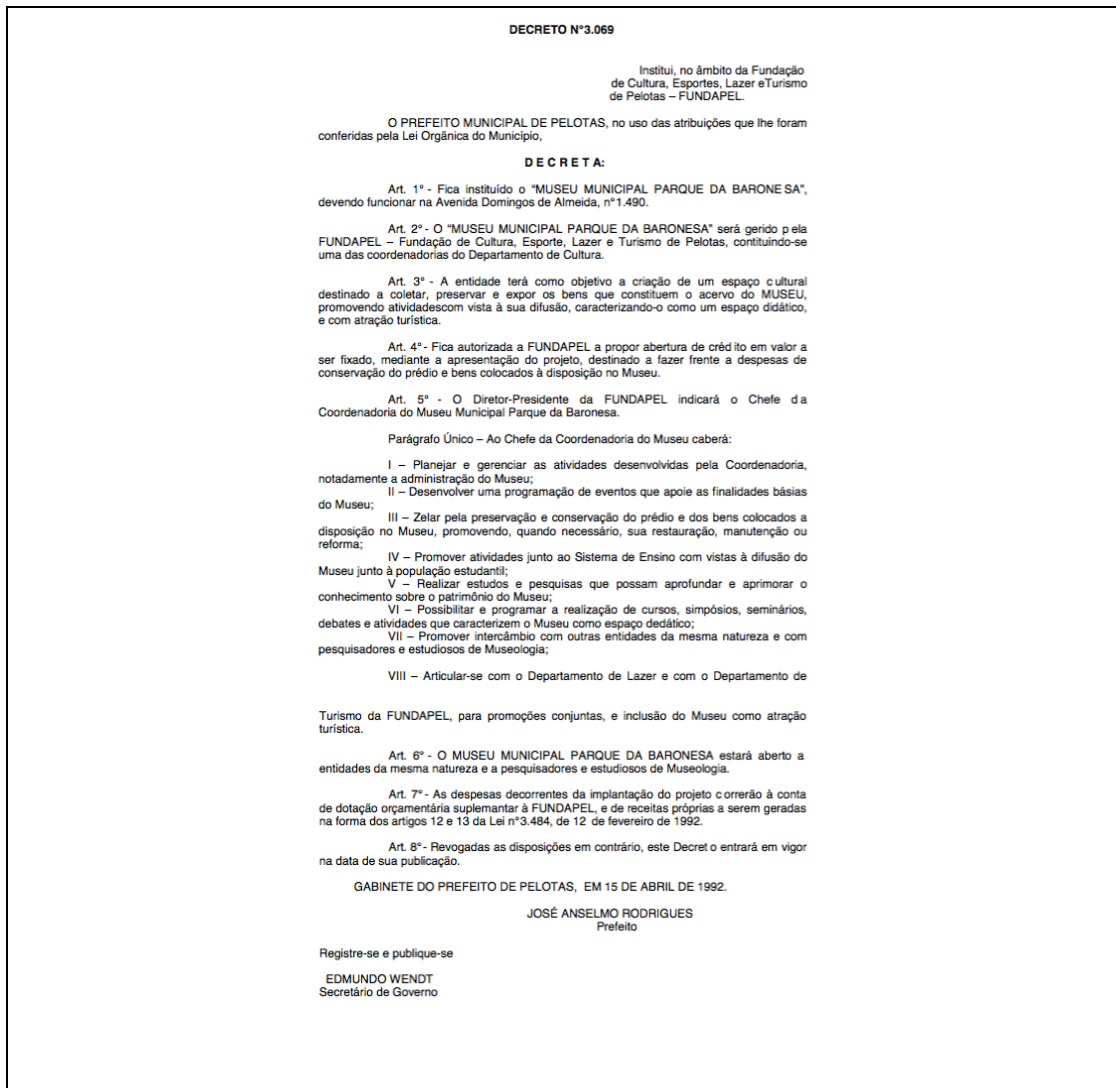 DECRETO N°3.069
Institui, no âmbito da Fundação
de Cultura, Esportes, Lazer eTurismo
de Pelotas – FUNDAPEL.
O PREFEITO MUNICIPAL DE PELOTAS, no uso das atribuições que lhe foram
conferidas pela Lei Orgãnica do Município,
D E C R E T A:
Art. 1° - Fica instituído o “MUSEU MUNICIPAL PARQUE DA BARONE SA”,
devendo funcionar na Avenida Domingos de Almeida, n°1.490.
Art. 2° - O “MUSEU MUNICIPAL PARQUE DA BARONESA” será gerido p ela
FUNDAPEL – Fundação de Cultura, Esporte, Lazer e Turismo de Pelotas, contituindo-se
uma das coordenadorias do Departamento de Cultura.
Art. 3° - A entidade terá como objetivo a criação de um espaço c ultural
destinado a coletar, preservar e expor os bens que constituem o acervo do MUSEU,
promovendo atividadescom vista à sua difusão, caracterizando-o como um espaço didático,
e com atração turística.
Art. 4° - Fica autorizada a FUNDAPEL a propor abertura de créd ito em valor a
ser fixado, mediante a apresentação do projeto, destinado a fazer frente a despesas de
conservação do prédio e bens colocados à disposição no Museu.
Art. 5° - O Diretor-Presidente da FUNDAPEL indicará o Chefe d a
Coordenadoria do Museu Municipal Parque da Baronesa.
Parágrafo Único – Ao Chefe da Coordenadoria do Museu caberá:
I – Planejar e gerenciar as atividades desenvolvidas pela Coordenadoria,
notadamente a administração do Museu;
II – Desenvolver uma programação de eventos que apoie as finalidades básias
do Museu;
III – Zelar pela preservação e conservação do prédio e dos bens colocados a
disposição no Museu, promovendo, quando necessário, sua restauração, manutenção ou
reforma;
IV – Promover atividades junto ao Sistema de Ensino com vistas à difusão do
Museu junto à população estudantil;
V – Realizar estudos e pesquisas que possam aprofundar e aprimorar o
conhecimento sobre o patrimônio do Museu;
VI – Possibilitar e programar a realização de cursos, simpósios, seminários,
debates e atividades que caracterizem o Museu como espaço dedático;
VII – Promover intercâmbio com outras entidades da mesma natureza e com
pesquisadores e estudiosos de Museologia;
VIII – Articular-se com o Departamento de Lazer e com o Departamento de
Turismo da FUNDAPEL, para promoções conjuntas, e inclusão do Museu como atração
turística.
Art. 6° - O MUSEU MUNICIPAL PARQUE DA BARONESA estará aberto a
entidades da mesma natureza e a pesquisadores e estudiosos de Museologia.
Art. 7° - As despesas decorrentes da implantação do projeto c orrerão à conta
de dotação orçamentária suplemantar à FUNDAPEL, e de receitas próprias a serem geradas
na forma dos artigos 12 e 13 da Lei n°3.484, de 12 de fevereiro de 1992.
Art. 8° - Revogadas as disposições em contrário, este Decret o entrará em vigor
na data de sua publicação.
GABINETE DO PREFEITO DE PELOTAS, EM 15 DE ABRIL DE 1992.
JOSÉ ANSELMO RODRIGUES
Prefeito
Registre-se e publique-se
EDMUNDO WENDT
Secretário de Governo